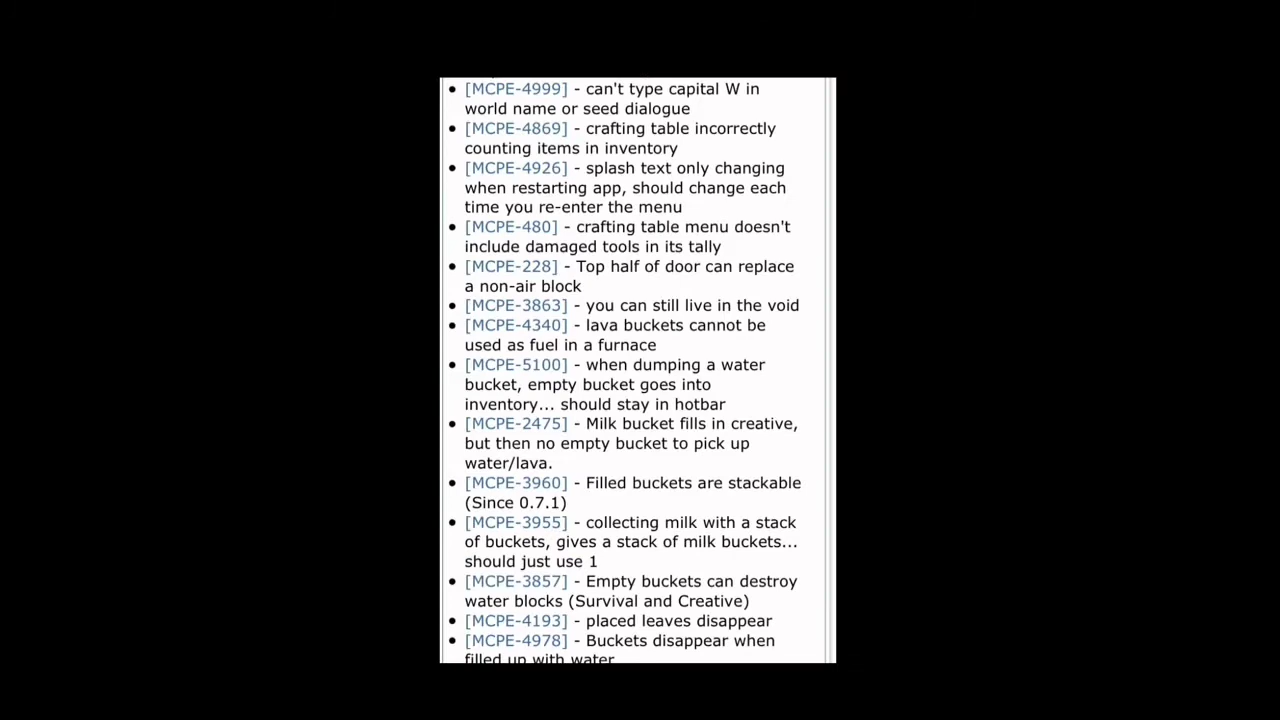 • [MCPE-4999] - can't type capital W in
world name or seed dialogue
• [MCPE-4869] - crafting table incorrectly
counting items in inventory
• [MCPE-4926] - splash text only changing
when restarting app, should change each
time you re-enter the menu
• [MCPE-480] - crafting table menu doesn't
include damaged tools in its tally
• [MCPE-228] - Top half of door can replace
a non-air block
• [MCPE-3863] - you can still live in the void
• [MCPE-4340] - lava buckets cannot be
used as fuel in a furnace
• [MCPE-5100] - when dumping a water
bucket, empty bucket goes into
inventory... should stay in hotbar
• [MCPE-2475] - Milk bucket fills in creative,
but then no empty bucket to pick up
water/lava.
• [MCPE-3960] - Filled buckets are stackable
(Since 0.7.1)
• [MCPE-3955] - collecting milk with a stack
of buckets, gives a stack of milk buckets...
should just use 1
• [MCPE-3857] - Empty buckets can destroy
water blocks (Survival and Creative)
• [MCPE-4193] - placed leaves disappear
• [MCPE-4978] - Buckets disappear when
filled up with water